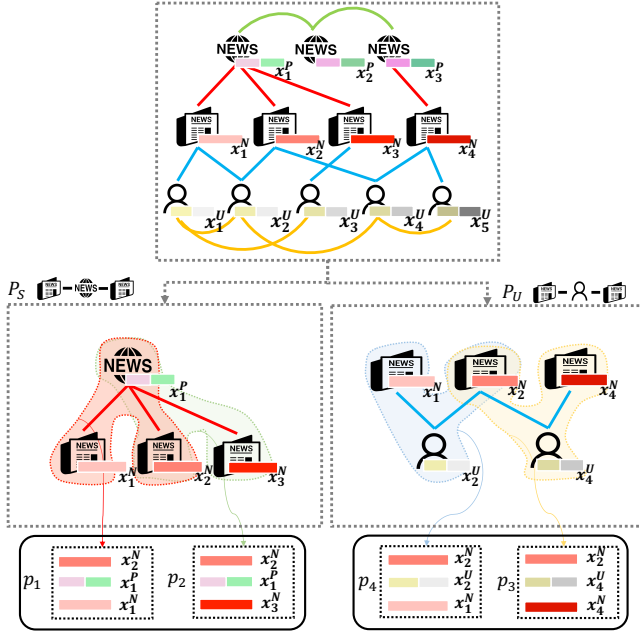 NEWS NEWS NEWS
x_1^P x_2^P x_3^P
NEWS NEWS NEWS NEWS
x_1^N x_2^N x_3^N x_4^N
x_1^U x_2^U x_3^U x_4^U x_5^U
P_S NEWS NEWS NEWS
P_U NEWS NEWS
NEWS
x_1^P
NEWS NEWS NEWS
x_1^N x_2^N x_3^N
NEWS NEWS NEWS
x_1^N x_2^N x_4^N
x_2^U x_4^U
p_1
x_2^N
x_1^P
x_1^N
p_2
x_2^N
x_1^P
x_3^N
p_4
x_2^N
x_2^U
x_1^N
p_3
x_2^N
x_4^U
x_4^N